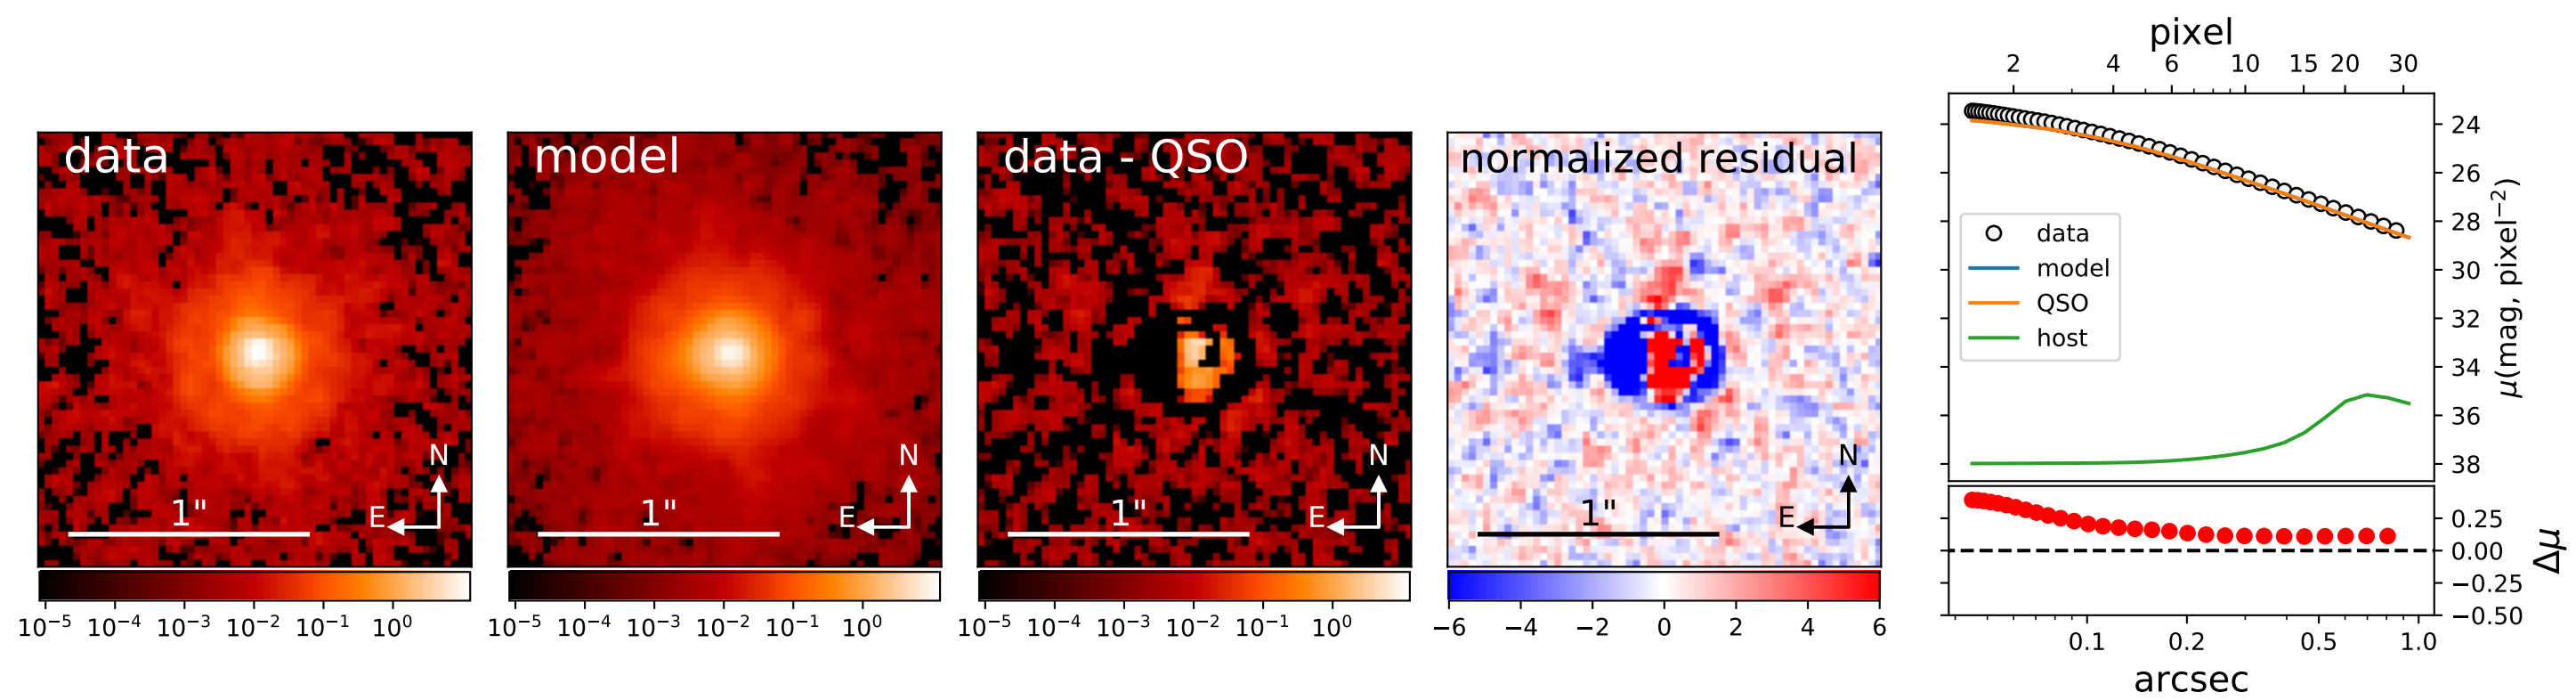 data
N
E
1"
10⁻⁵ 10⁻⁴ 10⁻³ 10⁻² 10⁻¹ 10⁰
model
N
E
1"
10⁻⁵ 10⁻⁴ 10⁻³ 10⁻² 10⁻¹ 10⁰
data - QSO
N
E
1"
10⁻⁵ 10⁻⁴ 10⁻³ 10⁻² 10⁻¹ 10⁰
normalized residual
N
E
1"
−6 −4 −2 0 2 4 6
pixel
2 4 6 10 15 20 30
data
model
QSO
host
24
26
28
30
32
34
36
38
μ(mag, pixel⁻²)
0.25
0.00
−0.25
−0.50
Δμ
0.1 0.2 0.5 1.0
arcsec